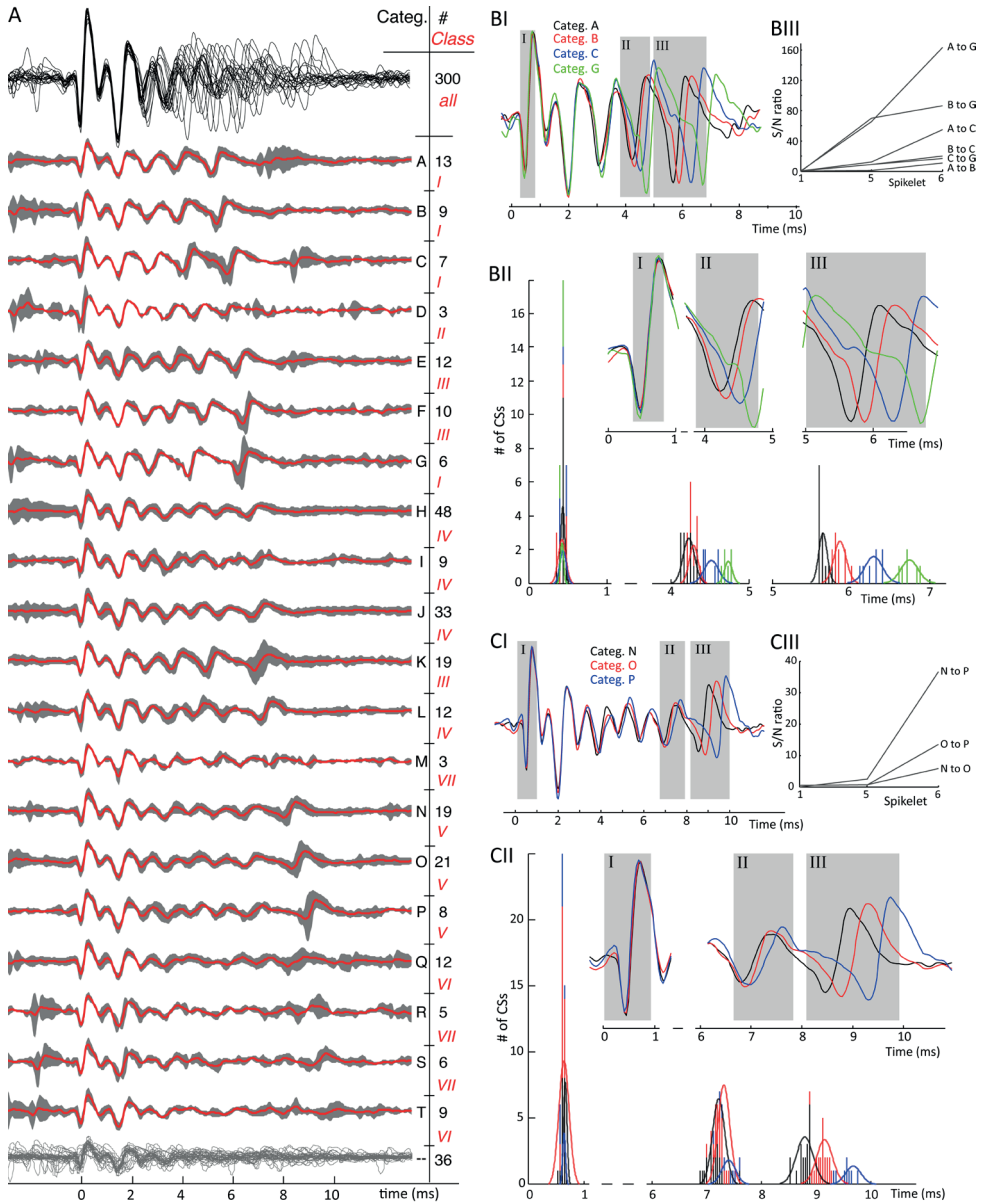 A
Categ. #
Class
300
all
A 13
I
B 9
I
C 7
I
D 3
II
E 12
III
F 10
III
G 6
I
H 48
IV
I 9
IV
J 33
IV
K 19
III
L 12
IV
M 3
VII
N 19
V
O 21
V
P 8
V
Q 12
VI
R 5
VII
S 6
VII
T 9
VI
-- 36
0 2 4 6 8 10 time (ms)
BI
Categ. A
Categ. B
Categ. C
Categ. G
I II III
0 2 4 6 8 10
Time (ms)
BIII
S/N ratio
160
120
80
40
0
1 5 6
Spikelet
A to G
B to G
A to C
B to C
C to G
A to B
BII
# of CSs
16
14
12
10
8
6
4
2
0
I II III
0 1 4 5 5 6
Time (ms)
0 1 4 5 5 6 7
Time (ms)
CI
Categ. N
Categ. O
Categ. P
I II III
0 2 4 6 8 10
Time (ms)
CIII
S/N ratio
40
30
20
10
0
1 5 6
Spikelet
N to P
O to P
N to O
CII
# of CSs
20
15
10
5
0
I II III
0 1 6 7 8 9 10
Time (ms)
0 1 6 7 8 9 10
Time (ms)